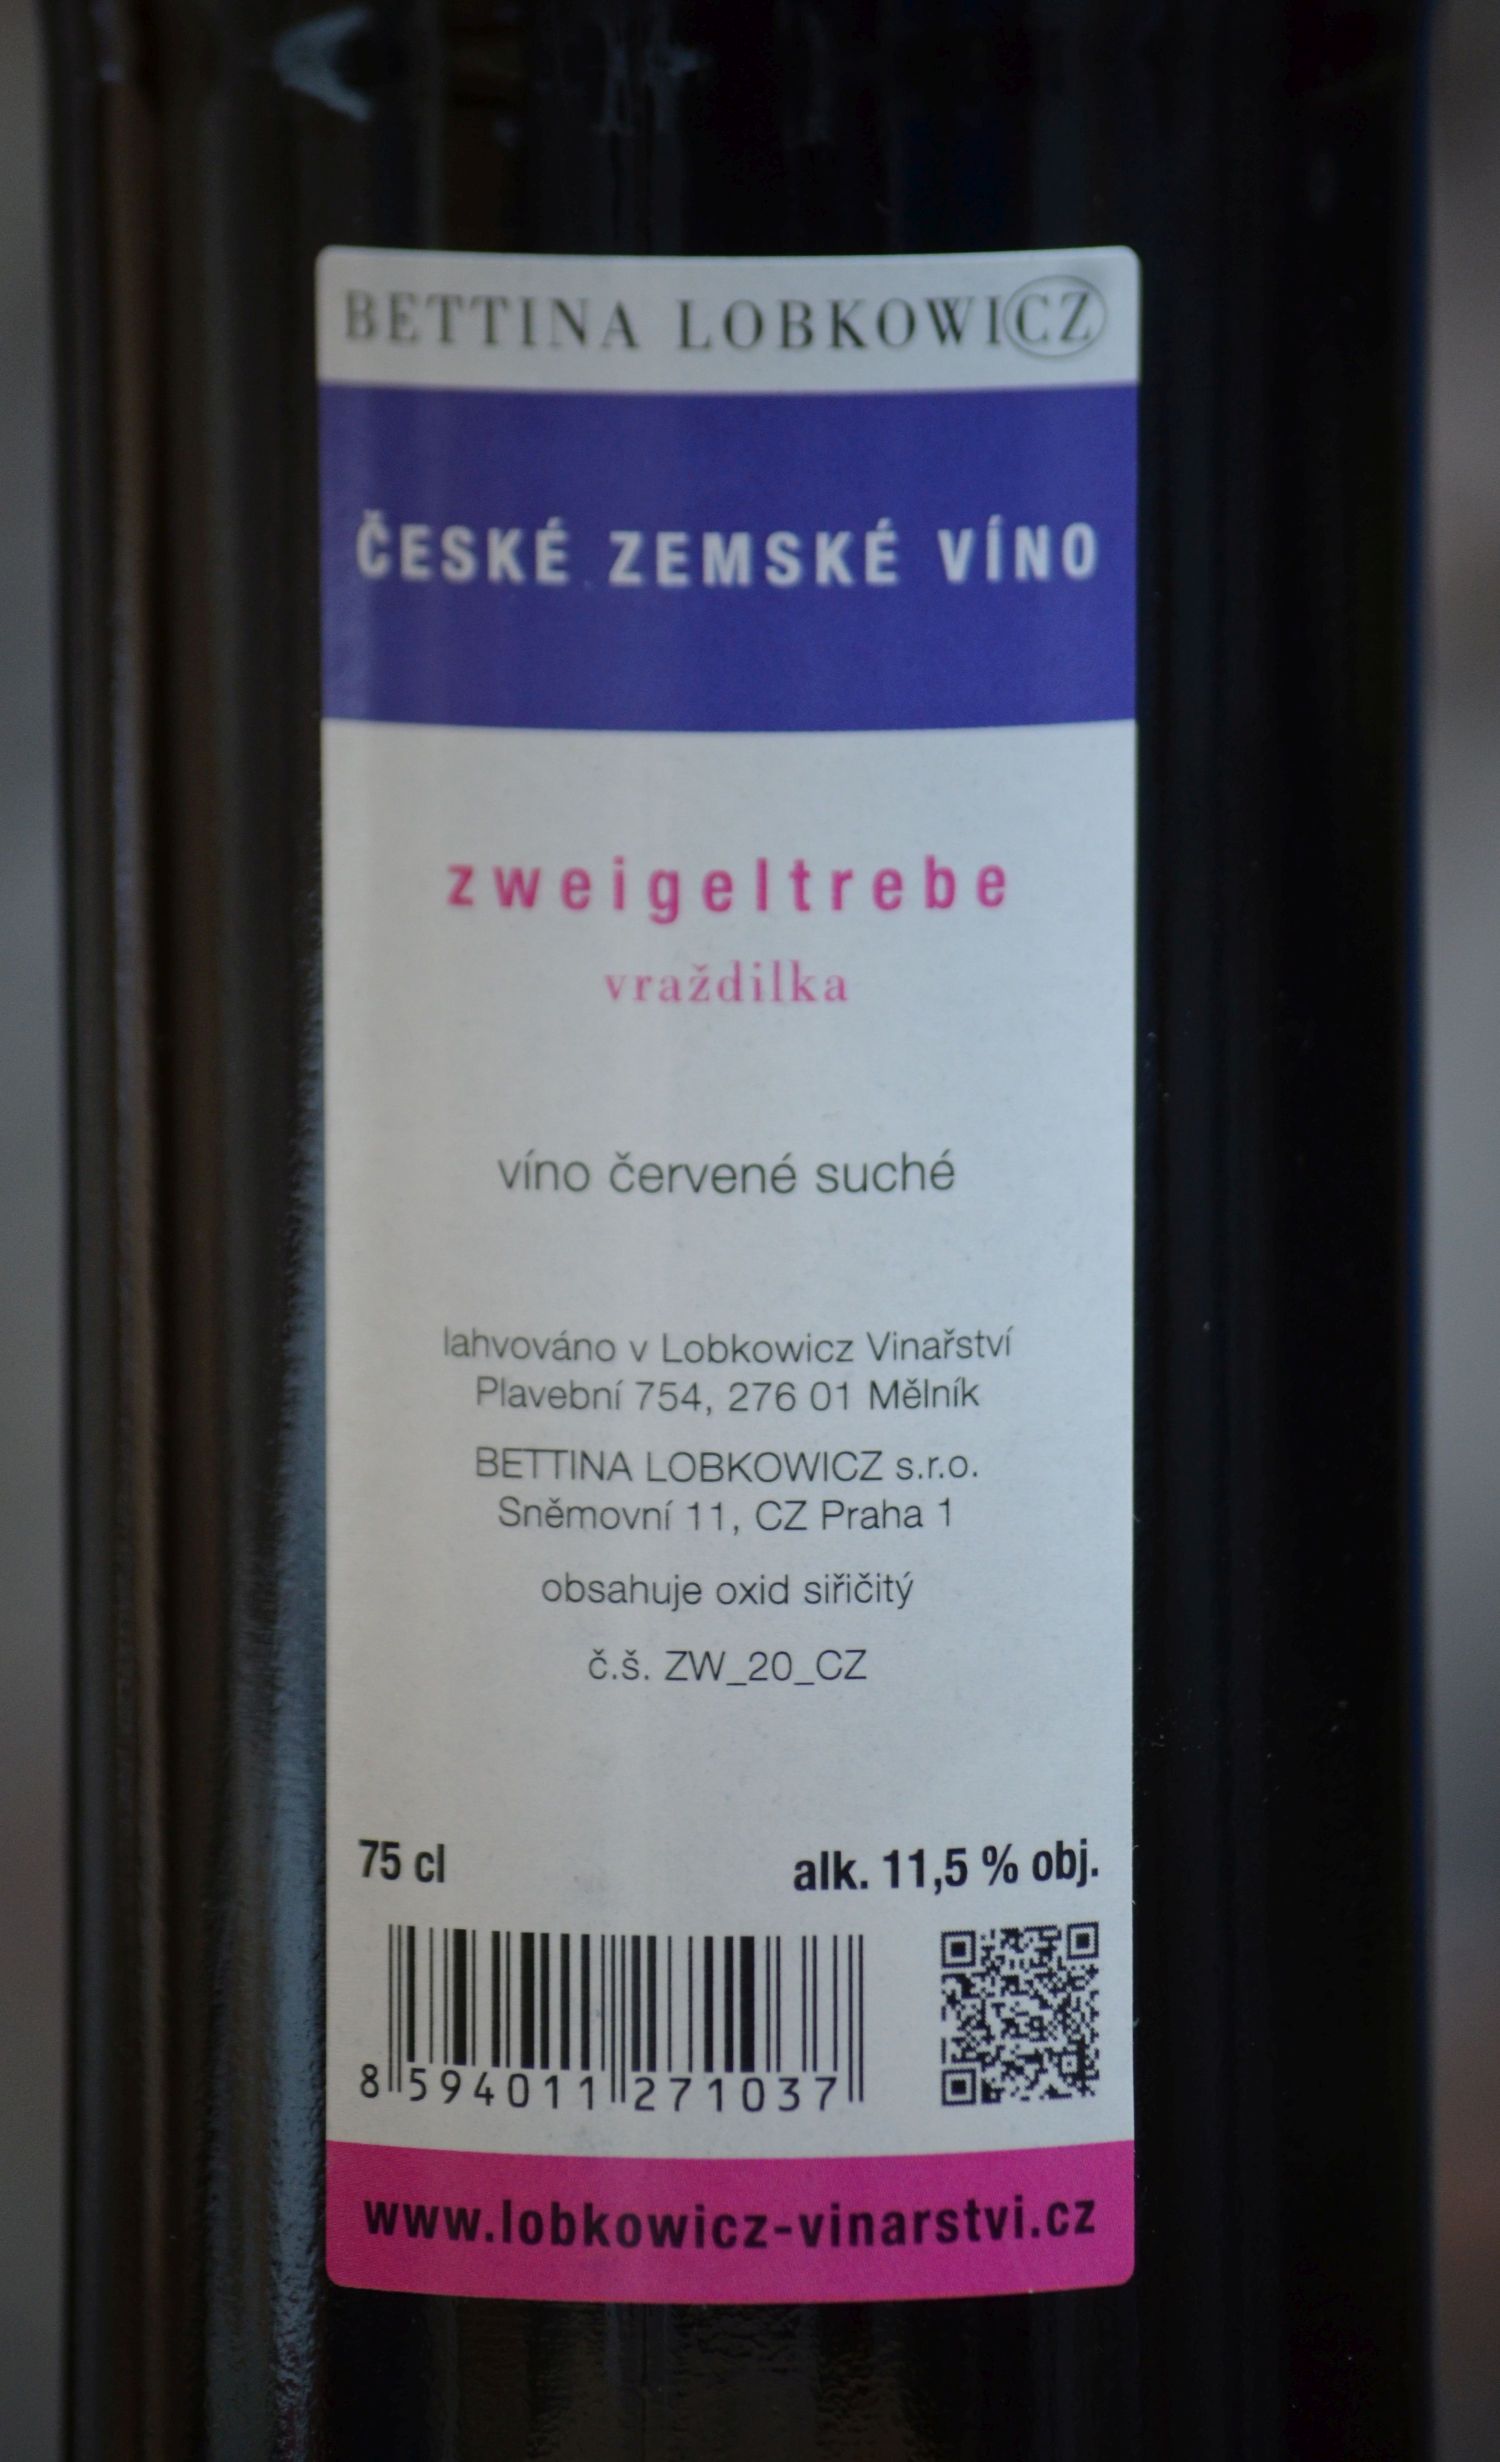 BETTINA LOBKOWICZ
ČESKÉ ZEMSKÉ VÍNO
zweigeltrebe
vraždilka
víno červené suché
lahvováno v Lobkowicz Vinařství
Plavební 754, 276 01 Mělník
BETTINA LOBKOWICZ s.r.o.
Sněmovní 11, CZ Praha 1
obsahuje oxid siřičitý
č.š. ZW_20_CZ
75 cl alk. 11,5 % obj.
8 594011 271037
www.lobkowicz-vinarstvi.cz